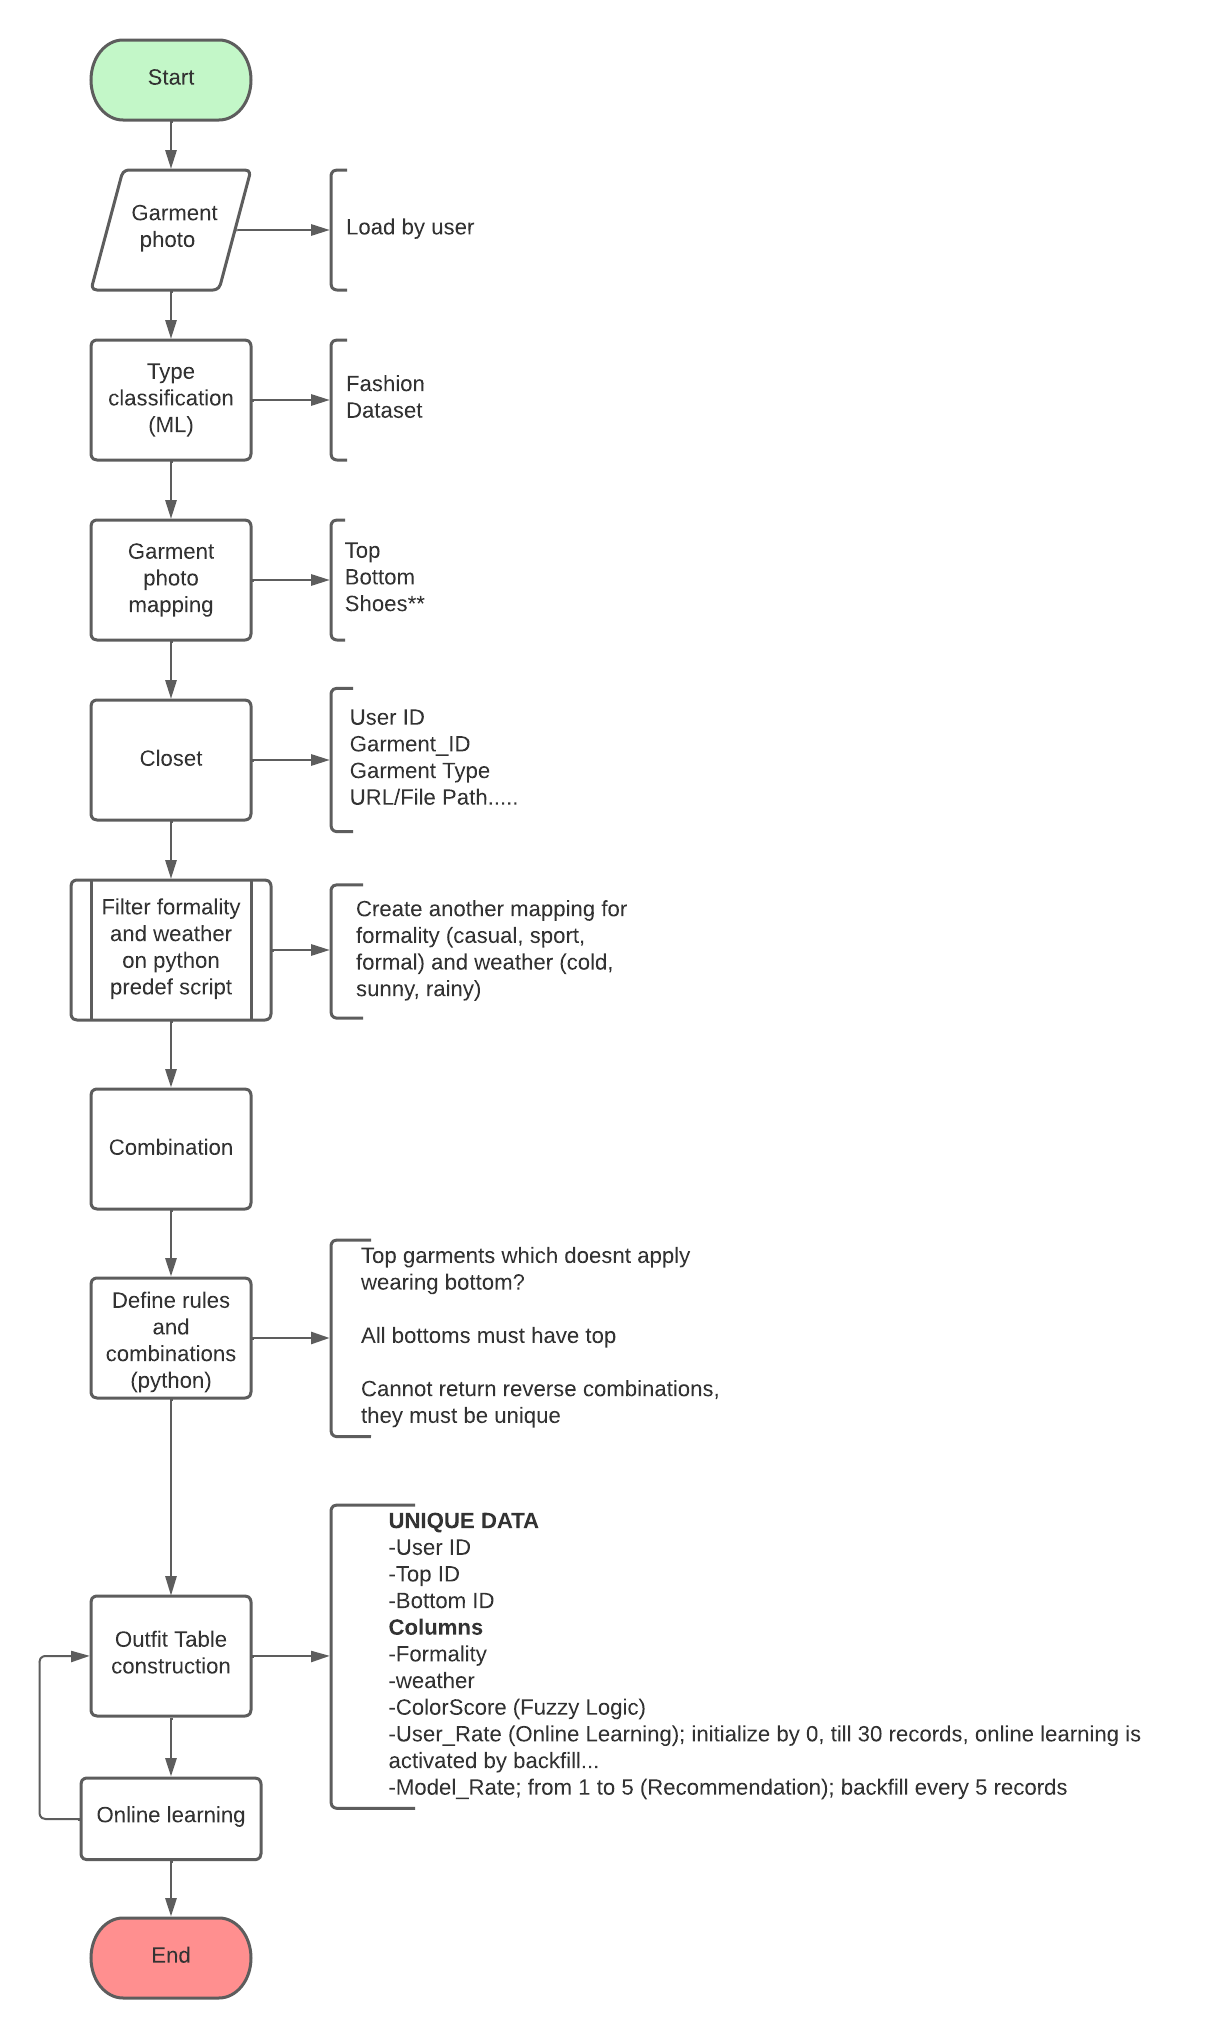 Start
Garment
photo
Load by user
Type
classification
(ML)
Fashion
Dataset
Garment
photo
mapping
Top
Bottom
Shoes**
Closet
User ID
Garment_ID
Garment Type
URL/File Path.....
Filter formality
and weather
on python
predef script
Create another mapping for
formality (casual, sport,
formal) and weather (cold,
sunny, rainy)
Combination
Define rules
and
combinations
(python)
Top garments which doesnt apply
wearing bottom?
All bottoms must have top
Cannot return reverse combinations,
they must be unique
Outfit Table
construction
UNIQUE DATA
-User ID
-Top ID
-Bottom ID
Columns
-Formality
-weather
-ColorScore (Fuzzy Logic)
-User_Rate (Online Learning); initialize by 0, till 30 records, online learning is
activated by backfill...
-Model_Rate; from 1 to 5 (Recommendation); backfill every 5 records
Online learning
End